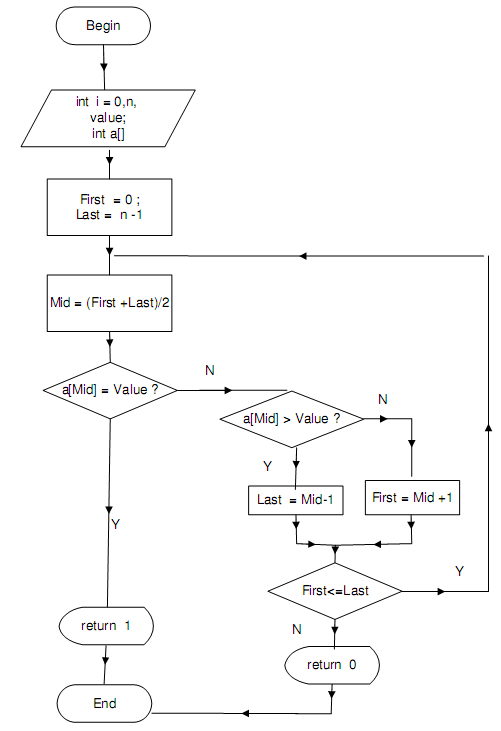 Begin
int i = 0,n,
value;
int a[]
First = 0 ;
Last = n -1
Mid = (First +Last)/2
a[Mid] = Value ?
N
a[Mid] > Value ?
N
Y
Last = Mid-1
First = Mid +1
Y
First<=Last
Y
N
return 1
return 0
End